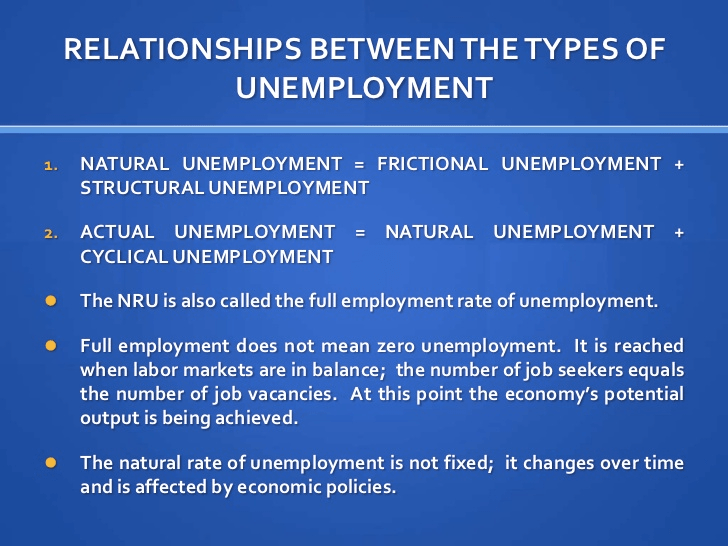 RELATIONSHIPS BETWEEN THE TYPES OF
UNEMPLOYMENT
1. NATURAL UNEMPLOYMENT = FRICTIONAL UNEMPLOYMENT +
STRUCTURAL UNEMPLOYMENT
2. ACTUAL UNEMPLOYMENT = NATURAL UNEMPLOYMENT +
CYCLICAL UNEMPLOYMENT
The NRU is also called the full employment rate of unemployment.
Full employment does not mean zero unemployment. It is reached
when labor markets are in balance; the number of job seekers equals
the number of job vacancies. At this point the economy's potential
output is being achieved.
The natural rate of unemployment is not fixed; it changes over time
and is affected by economic policies.